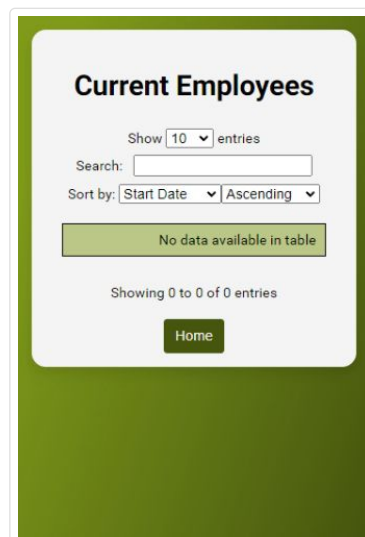 Current Employees
Show 10 entries
Search:
Sort by: Start Date Ascending
No data available in table
Showing 0 to 0 of 0 entries
Home